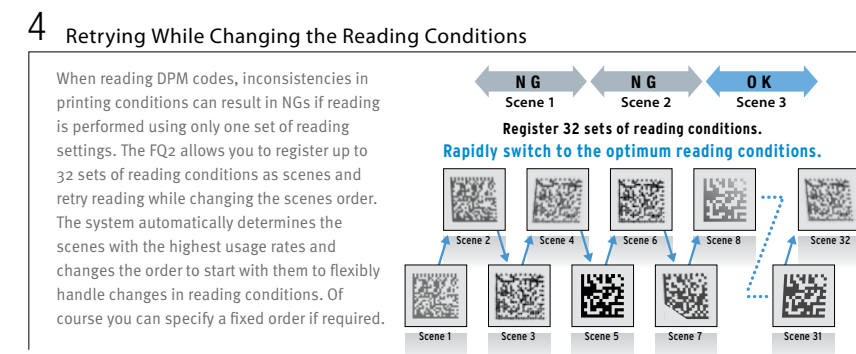 4 Retrying While Changing the Reading Conditions
When reading DPM codes, inconsistencies in
printing conditions can result in NGs if reading
is performed using only one set of reading
settings. The FQ2 allows you to register up to
32 sets of reading conditions as scenes and
retry reading while changing the scenes order.
The system automatically determines the
scenes with the highest usage rates and
changes the order to start with them to flexibly
handle changes in reading conditions. Of
course you can specify a fixed order if required.
NG NG OK
Scene 1 Scene 2 Scene 3
Register 32 sets of reading conditions.
Rapidly switch to the optimum reading conditions.
Scene 2 Scene 4 Scene 6 Scene 8 Scene 32
Scene 1 Scene 3 Scene 5 Scene 7 Scene 31